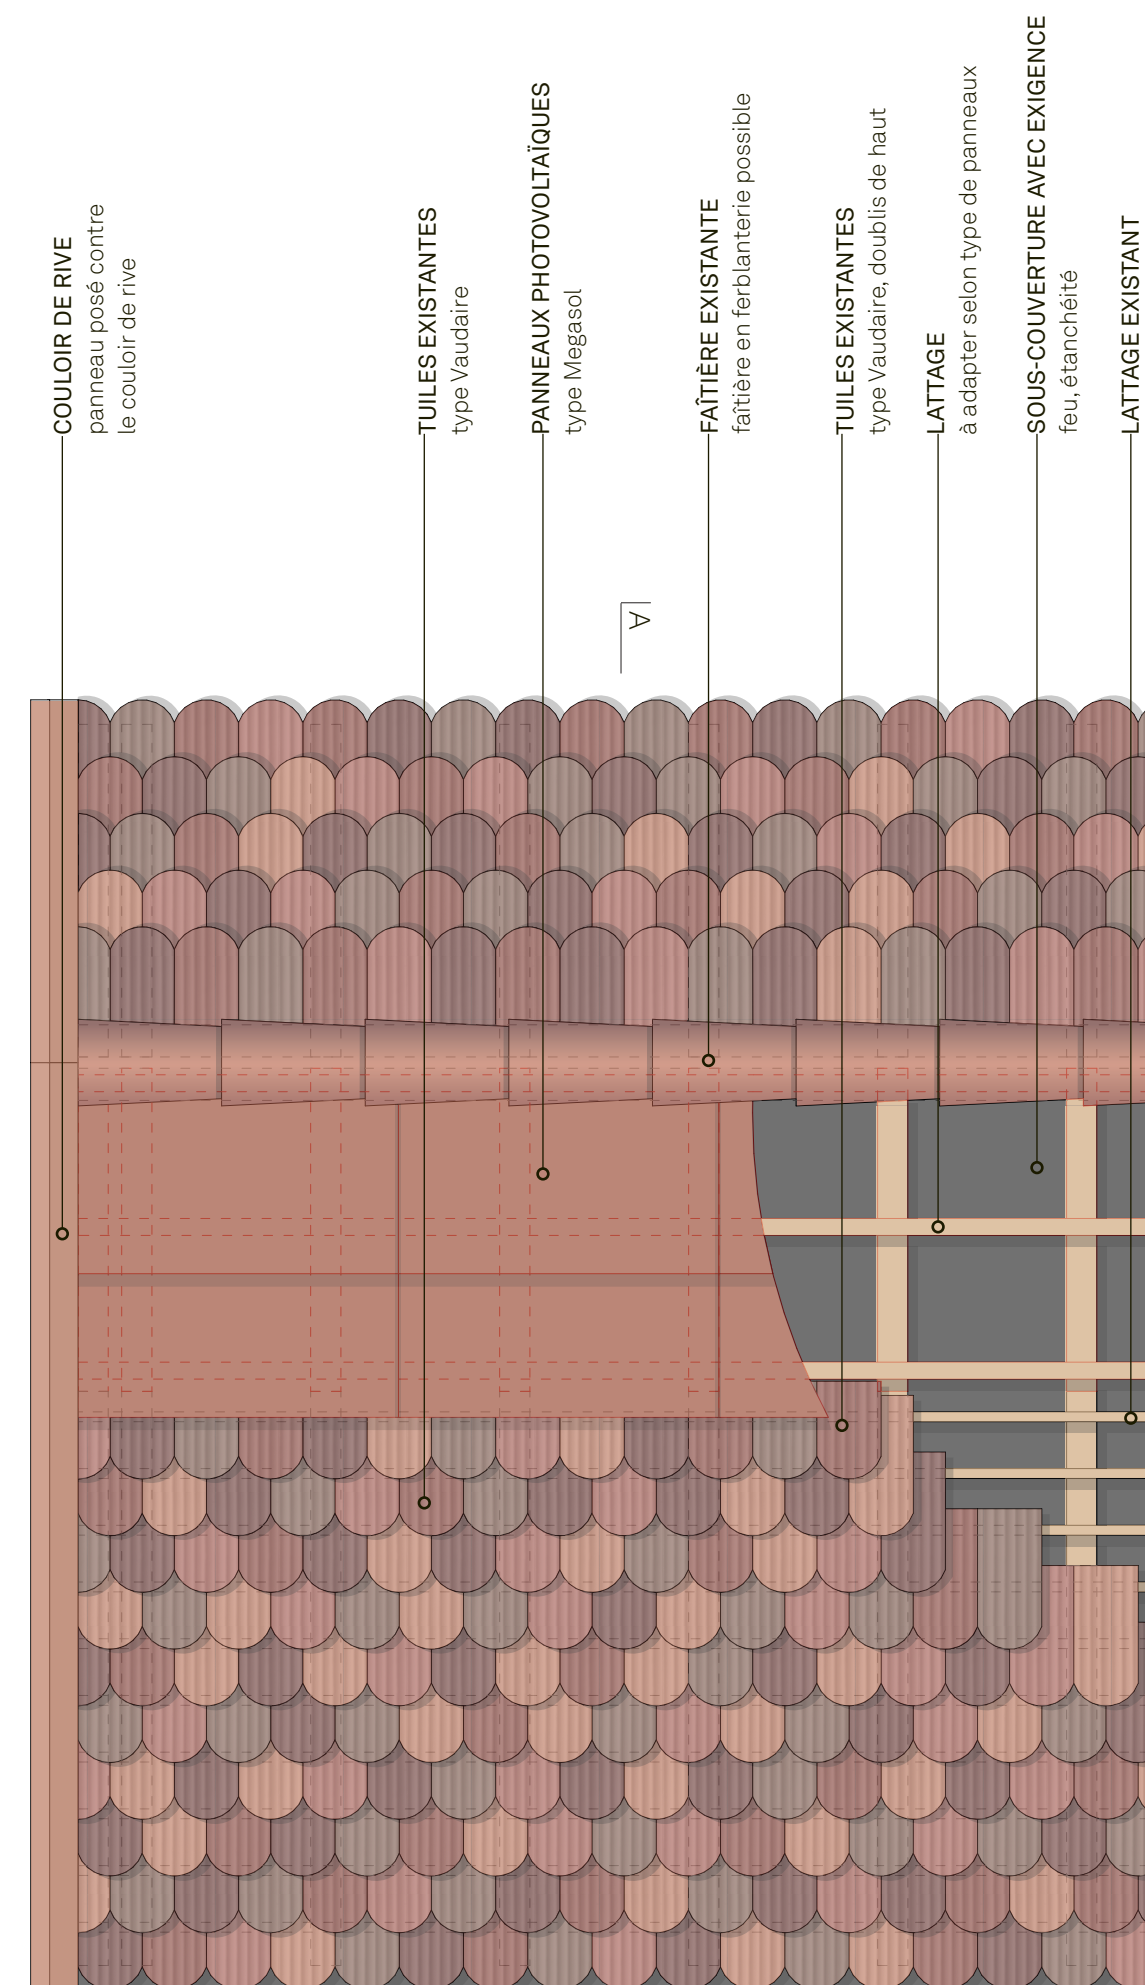 COULOIR DE RIVE
panneau posé contre
le couloir de rive
TUILES EXISTANTES
type Vaudaire
PANNEAUX PHOTOVOLTAÏQUES
type Megasol
FAÎTIÈRE EXISTANTE
faîtière en ferblanterie possible
TUILES EXISTANTES
type Vaudaire, doublis de haut
LATTAGE
à adapter selon type de panneaux
SOUS-COUVERTURE AVEC EXIGENCE
feu, étanchéité
LATTAGE EXISTANT
A